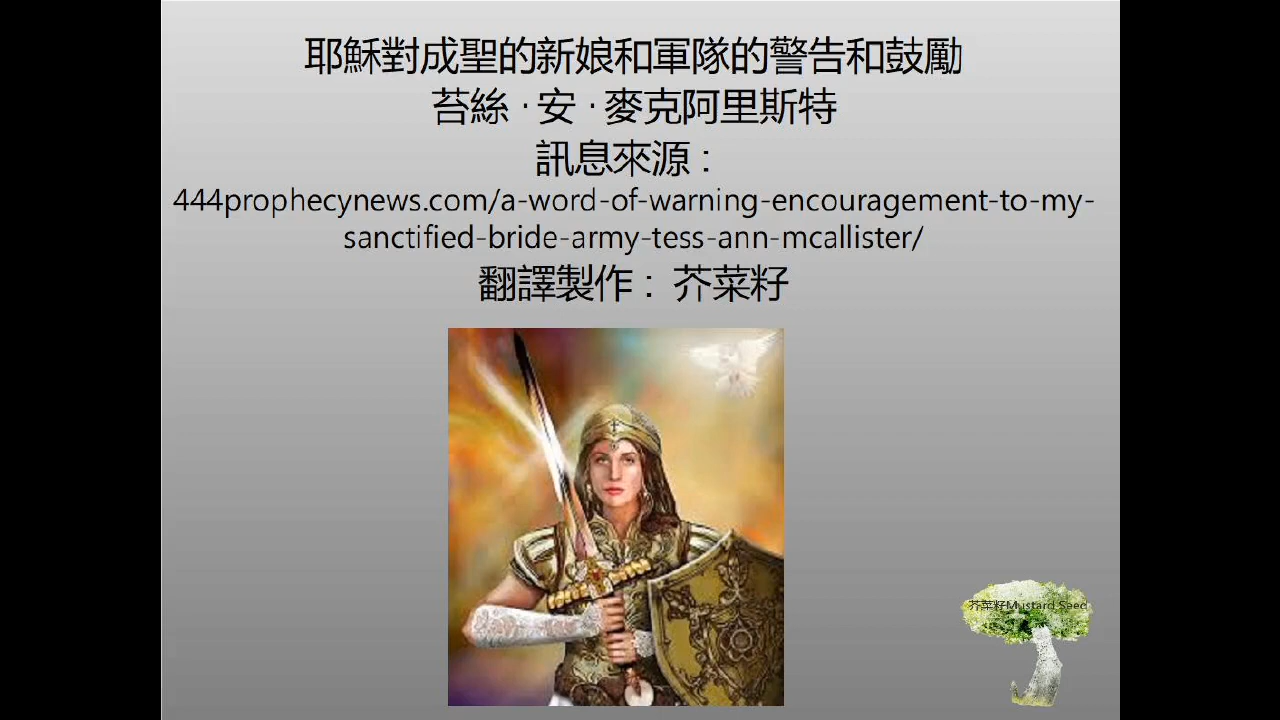 耶穌對成聖的新娘和軍隊的警告和鼓勵
苔絲·安·麥克阿里斯特
訊息來源：
444prophecynews.com/a-word-of-warning-encouragement-to-my-
sanctified-bride-army-tess-ann-mcallister/
翻譯製作： 芥菜籽
芥菜籽Mustard Seed